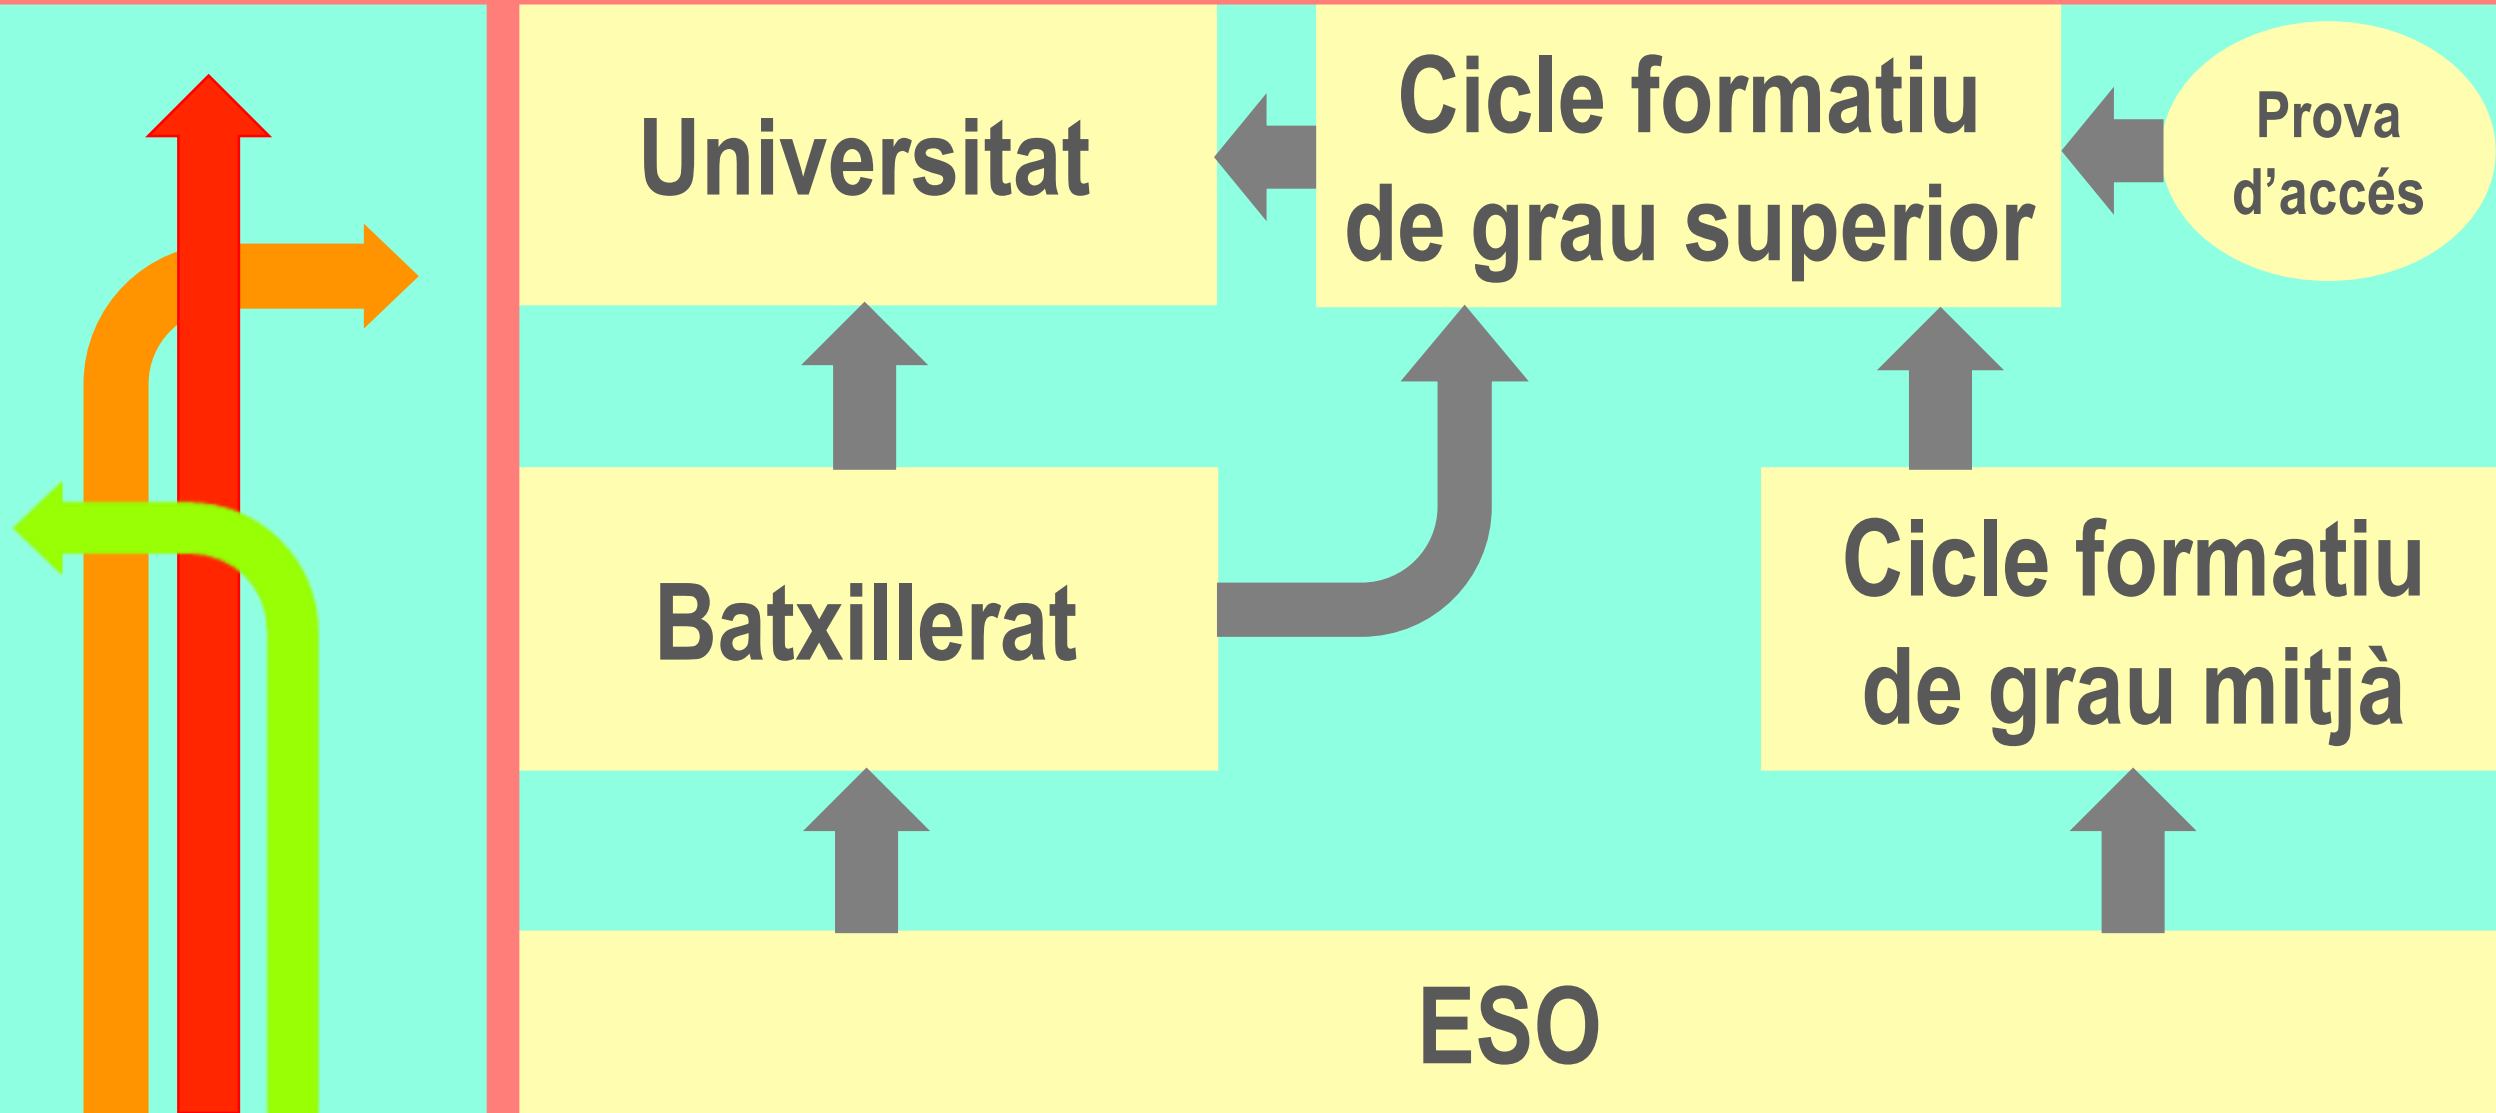 Universitat
Cicle formatiu
de grau superior
Prova
d'accés
Batxillerat
Cicle formatiu
de grau mitjà
ESO